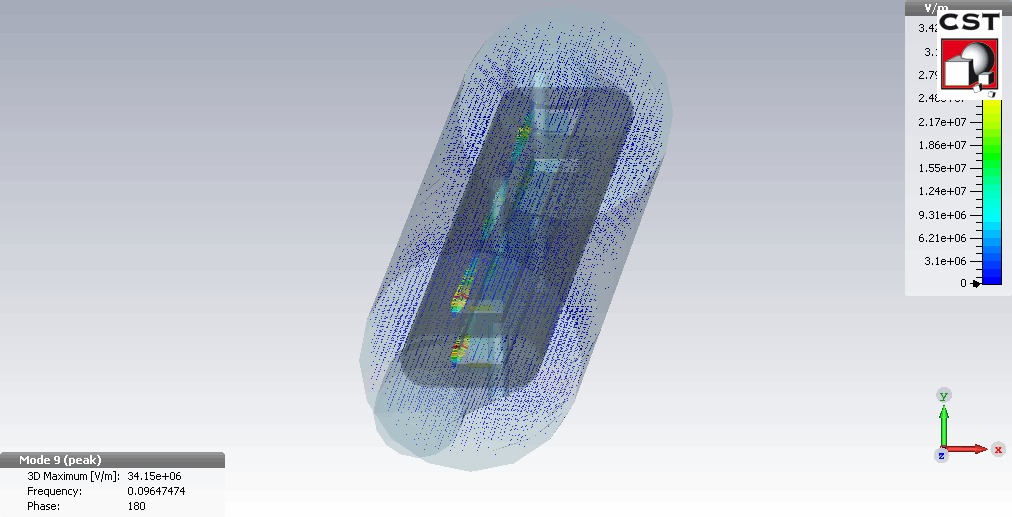 V/m
CST
2.17e+07
1.86e+07
1.55e+07
1.24e+07
9.31e+06
6.21e+06
3.1e+06
0
y
x
z
Mode 9 (peak)
3D Maximum [V/m]: 34.15e+06
Frequency: 0.09647474
Phase: 180